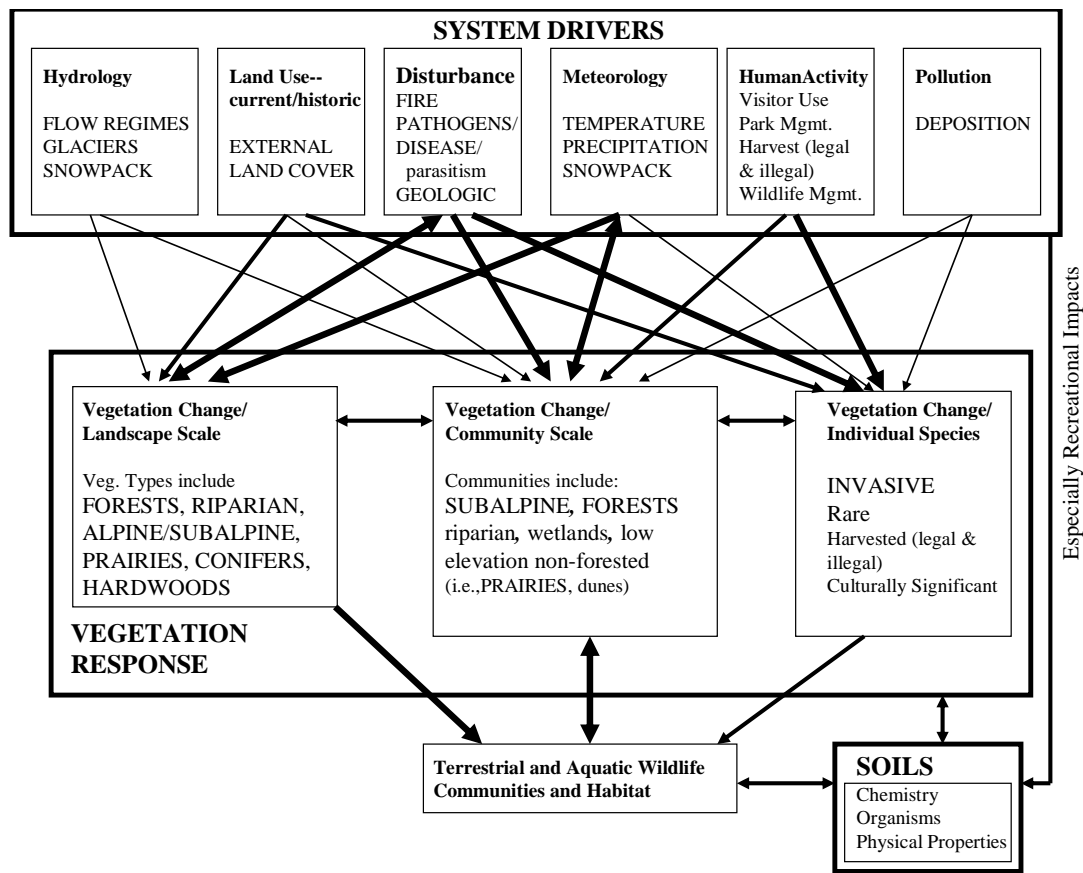 SYSTEM DRIVERS
Hydrology
FLOW REGIMES
GLACIERS
SNOWPACK
Land Use--
current/historic
EXTERNAL
LAND COVER
Disturbance
FIRE
PATHOGENS/
DISEASE/
parasitism
GEOLOGIC
Meteorology
TEMPERATURE
PRECIPITATION
SNOWPACK
HumanActivity
Visitor Use
Park Mgmt.
Harvest (legal
& illegal)
Wildlife Mgmt.
Pollution
DEPOSITION
Especially Recreational Impacts
Vegetation Change/
Landscape Scale
Veg. Types include
FORESTS, RIPARIAN,
ALPINE/SUBALPINE,
PRAIRIES, CONIFERS,
HARDWOODS
Vegetation Change/
Community Scale
Communities include:
SUBALPINE, FORESTS
riparian, wetlands, low
elevation non-forested
(i.e.,PRAIRIES, dunes)
Vegetation Change/
Individual Species
INVASIVE
Rare
Harvested (legal &
illegal)
Culturally Significant
VEGETATION
RESPONSE
Terrestrial and Aquatic Wildlife
Communities and Habitat
SOILS
Chemistry
Organisms
Physical Properties